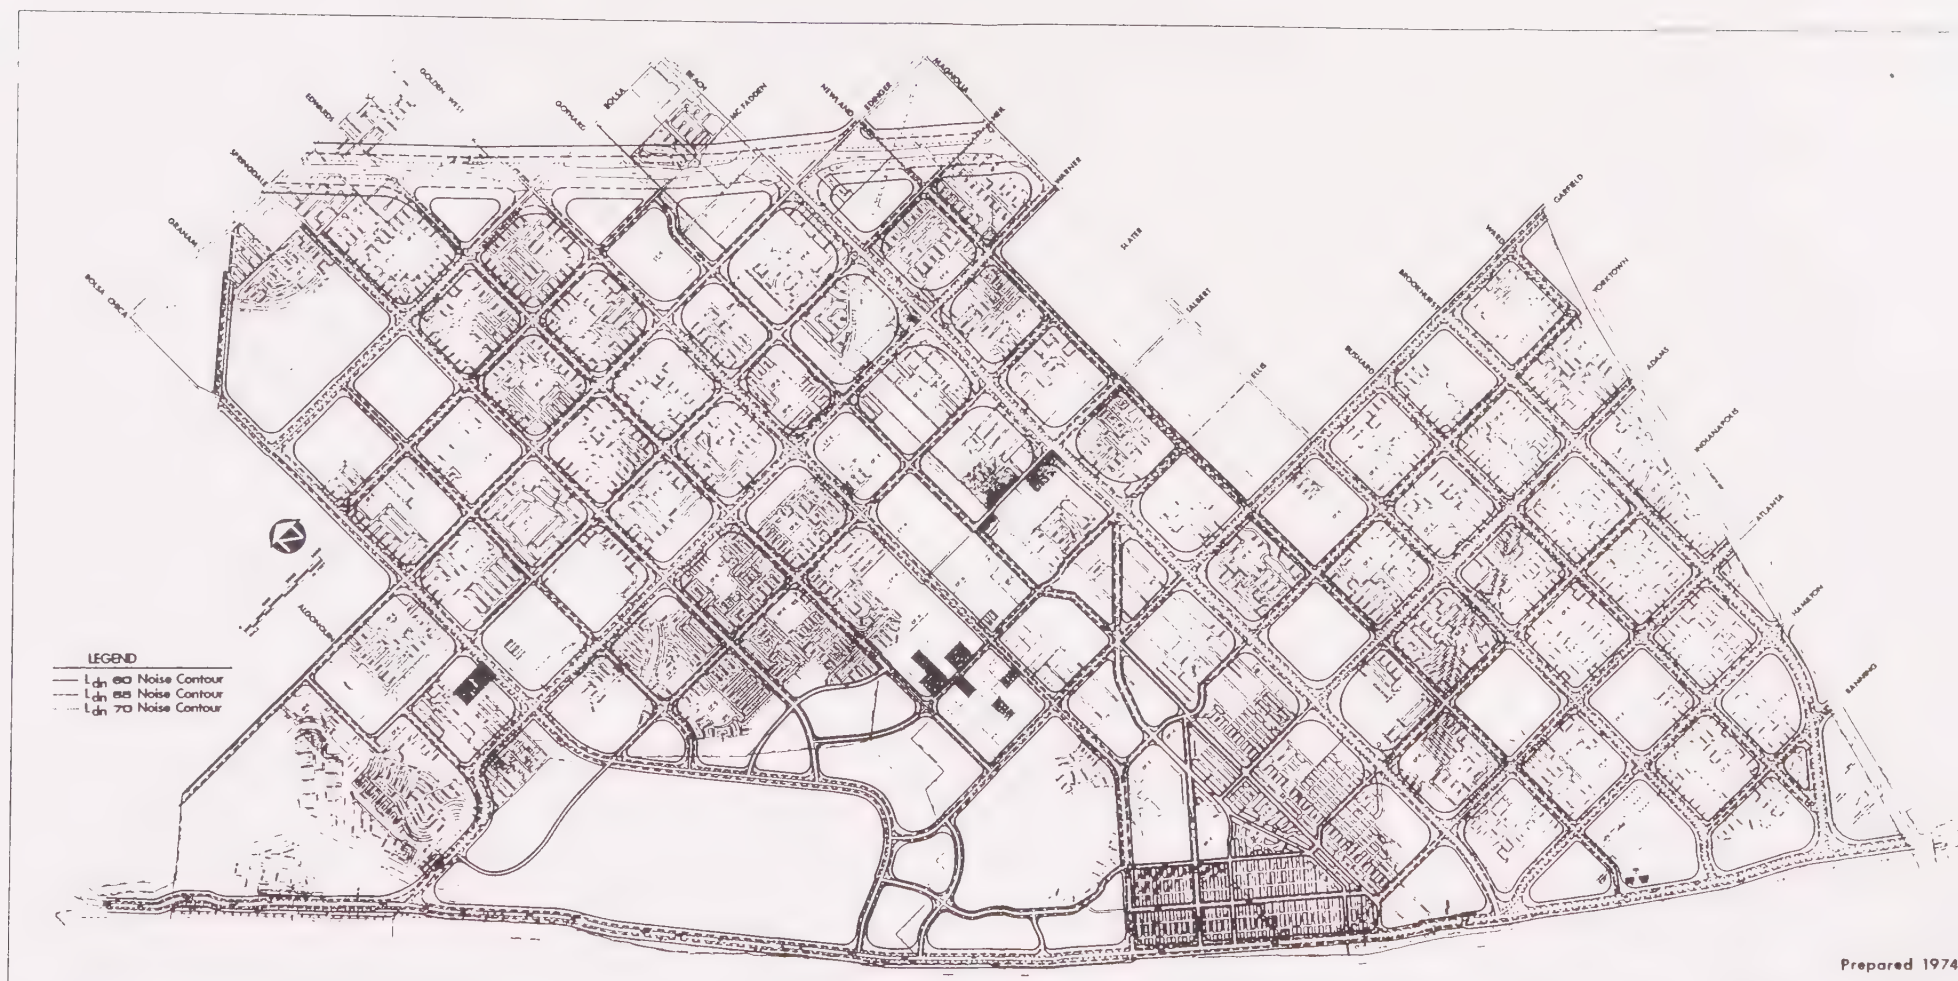 GOLDEN WEST
EDWARDS
SPRINGDALE
GRAHAM
BOLSA CHICA
GOTHARD
BOLSA
BEACH
MC FADDEN
NEWLAND
EDINGER
MAGNOLIA
HEIL
WARNER
SLATER
TALBERT
ELLIS
GARFIELD
WARD
YORKTOWN
BROOKHURST
BUSHARD
ADAMS
INDIANAPOLIS
ATLANTA
HAMILTON
BANNING
ALGONQUIN
LEGEND
Ldn 60 Noise Contour
Ldn 65 Noise Contour
Ldn 70 Noise Contour
Prepared 1974